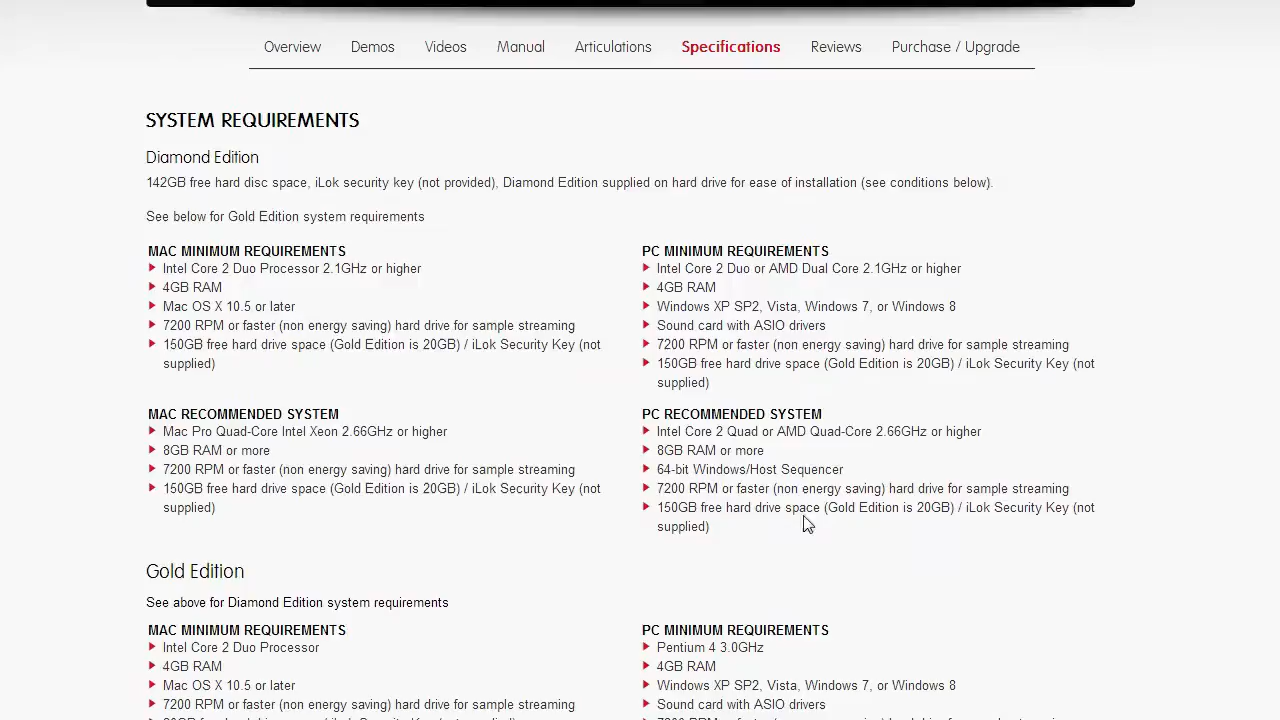 Overview Demos Videos Manual Articulations Specifications Reviews Purchase / Upgrade
SYSTEM REQUIREMENTS
Diamond Edition
142GB free hard disc space, iLok security key (not provided), Diamond Edition supplied on hard drive for ease of installation (see conditions below).
See below for Gold Edition system requirements
MAC MINIMUM REQUIREMENTS
Intel Core 2 Duo Processor 2.1GHz or higher
4GB RAM
Mac OS X 10.5 or later
7200 RPM or faster (non energy saving) hard drive for sample streaming
150GB free hard drive space (Gold Edition is 20GB) / iLok Security Key (not
supplied)
PC MINIMUM REQUIREMENTS
Intel Core 2 Duo or AMD Dual Core 2.1GHz or higher
4GB RAM
Windows XP SP2, Vista, Windows 7, or Windows 8
Sound card with ASIO drivers
7200 RPM or faster (non energy saving) hard drive for sample streaming
150GB free hard drive space (Gold Edition is 20GB) / iLok Security Key (not
supplied)
MAC RECOMMENDED SYSTEM
Mac Pro Quad-Core Intel Xeon 2.66GHz or higher
8GB RAM or more
7200 RPM or faster (non energy saving) hard drive for sample streaming
150GB free hard drive space (Gold Edition is 20GB) / iLok Security Key (not
supplied)
PC RECOMMENDED SYSTEM
Intel Core 2 Quad or AMD Quad-Core 2.66GHz or higher
8GB RAM or more
64-bit Windows/Host Sequencer
7200 RPM or faster (non energy saving) hard drive for sample streaming
150GB free hard drive space (Gold Edition is 20GB) / iLok Security Key (not
supplied)
Gold Edition
See above for Diamond Edition system requirements
MAC MINIMUM REQUIREMENTS
Intel Core 2 Duo Processor
4GB RAM
Mac OS X 10.5 or later
7200 RPM or faster (non energy saving) hard drive for sample streaming
PC MINIMUM REQUIREMENTS
Pentium 4 3.0GHz
4GB RAM
Windows XP SP2, Vista, Windows 7, or Windows 8
Sound card with ASIO drivers